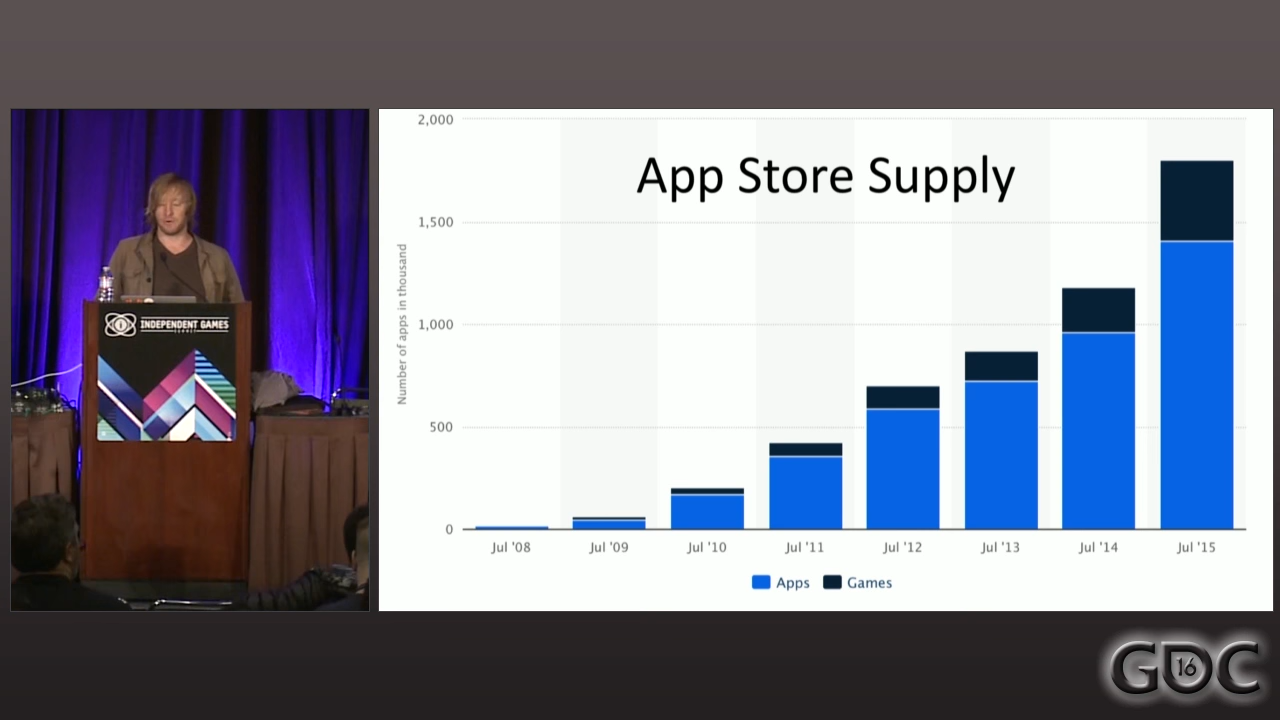 INDEPENDENT GAMES
SUMMIT
App Store Supply
Number of apps in thousand
2,000
1,500
1,000
500
0
Jul '08
Jul '09
Jul '10
Jul '11
Jul '12
Jul '13
Jul '14
Jul '15
Apps
Games
GDC
16